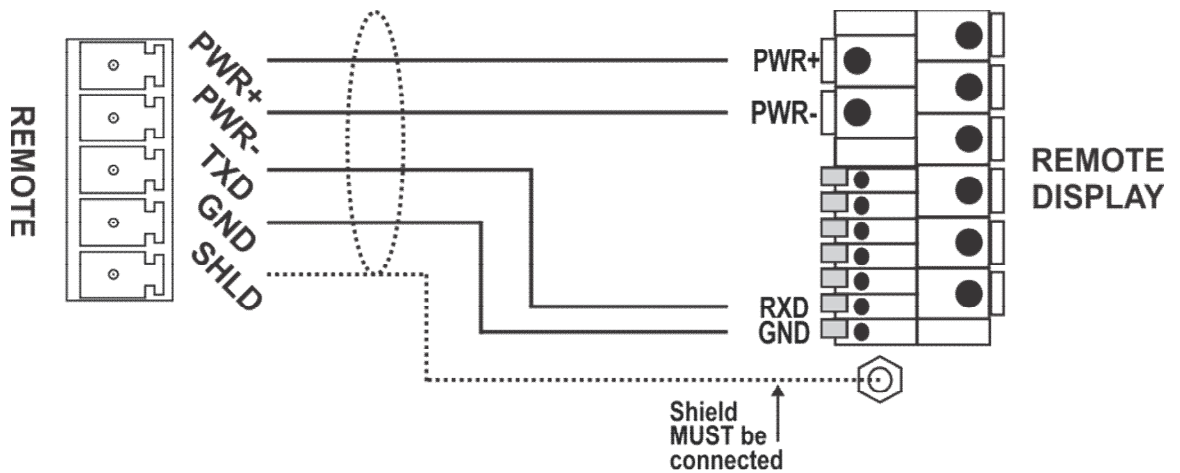 REMOTE
PWR+
PWR-
TXD
GND
SHLD
PWR+
PWR-
RXD
GND
REMOTE
DISPLAY
Shield
MUST be
connected